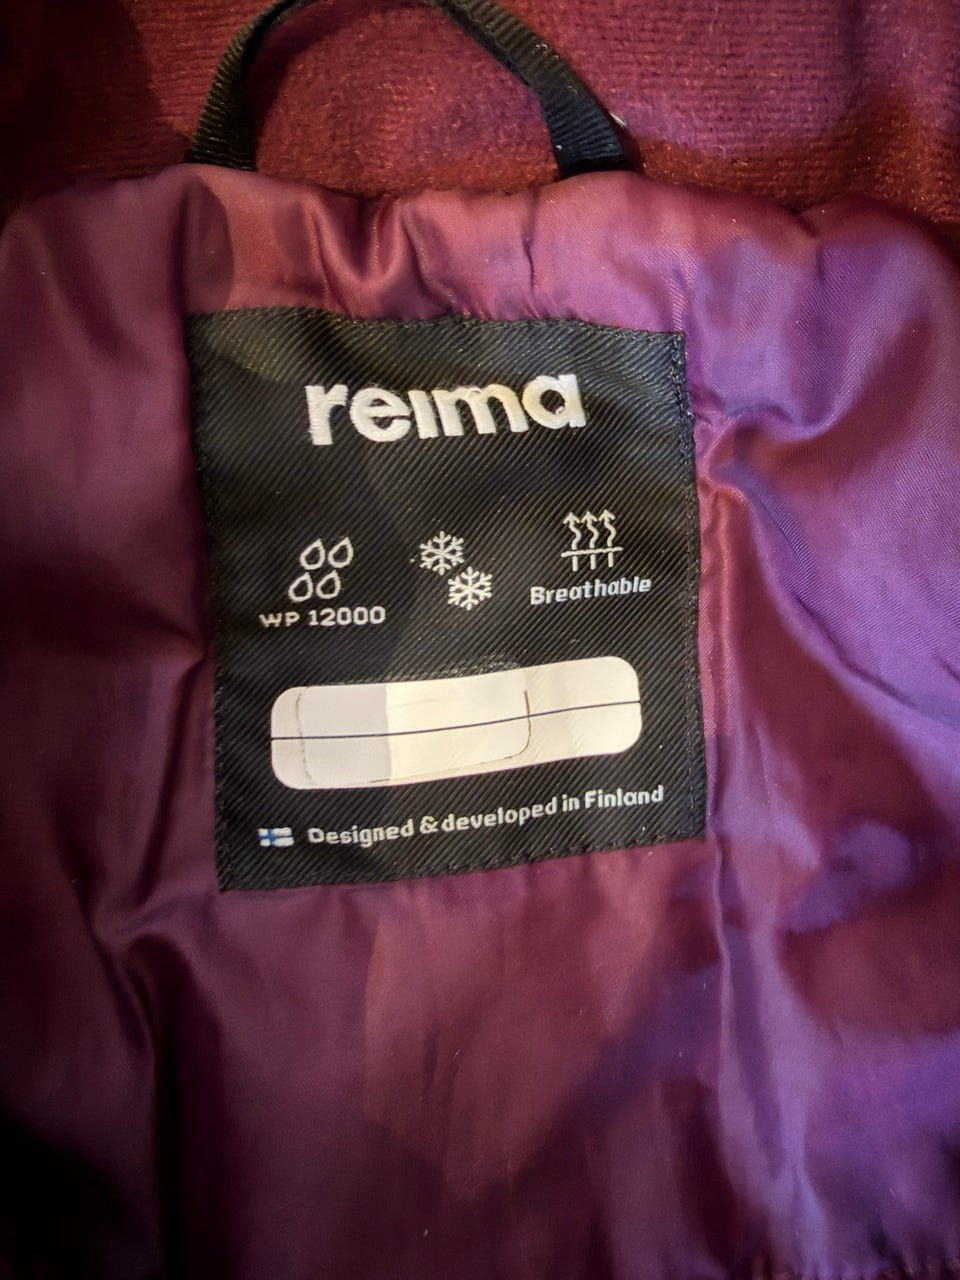 reima
WP 12000
Breathable
Designed & developed in Finland